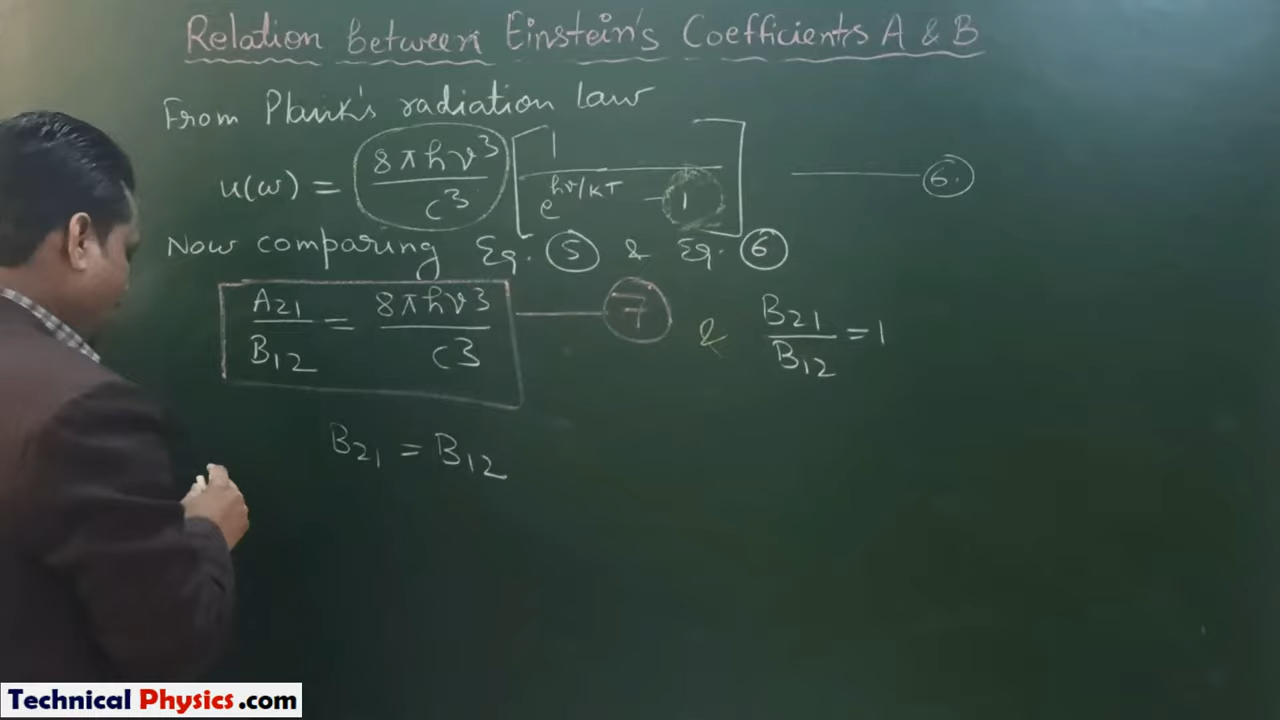 Relation between Einstein's Coefficients A & B
From Plank's radiation law
u(ω) = 8πhν³/c³ [1/(e^(hν/KT) - 1)] —— (6.)
Now comparing Eq. (5) & Eq. (6)
A21/B12 = 8πhν3/c3 —— (7) & B21/B12 = 1
B21 = B12
Technical Physics.com